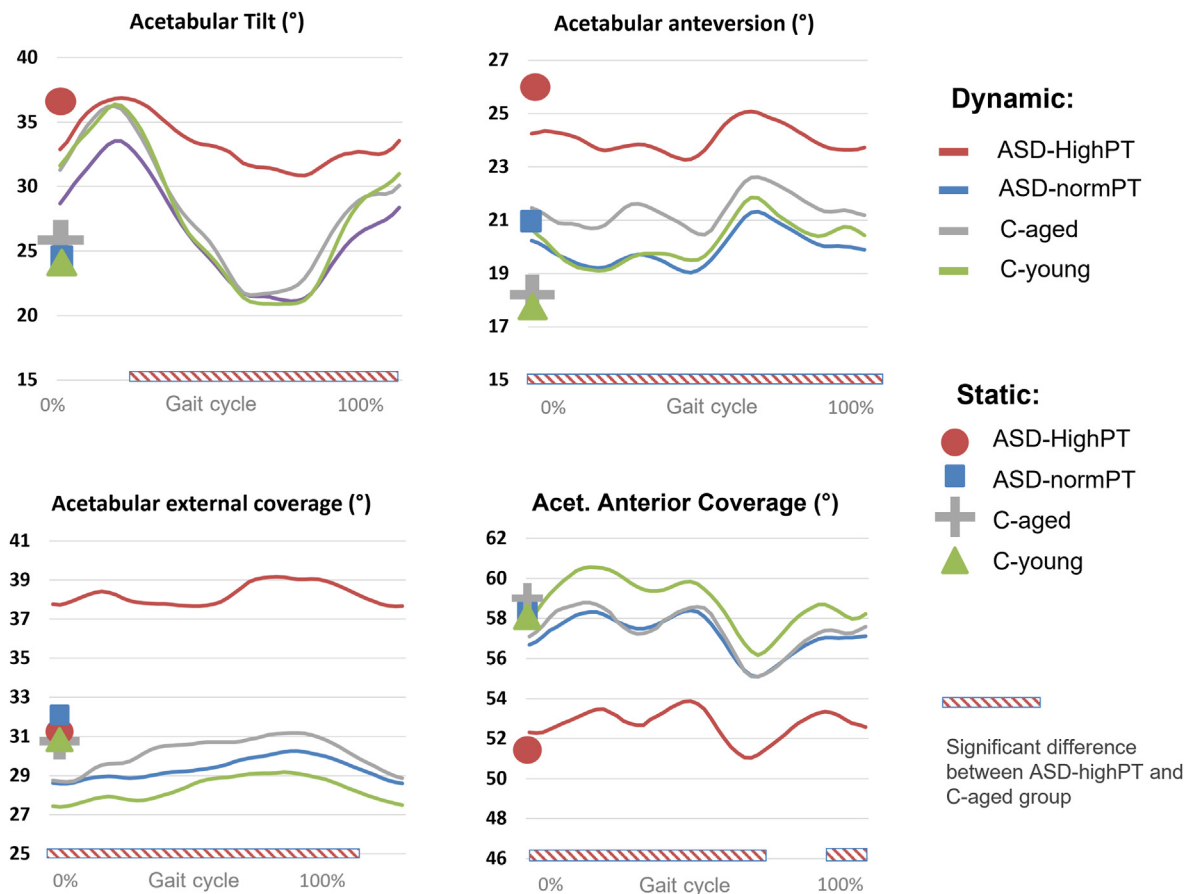 Acetabular Tilt (°)
40
35
30
25
20
15
0%
Gait cycle
100%
Acetabular anteversion (°)
27
25
23
21
19
17
15
0%
Gait cycle
100%
Dynamic:
ASD-HighPT
ASD-normPT
C-aged
C-young
Static:
ASD-HighPT
ASD-normPT
C-aged
C-young
Significant difference
between ASD-highPT and
C-aged group
Acetabular external coverage (°)
41
39
37
35
33
31
29
27
25
0%
Gait cycle
100%
Acet. Anterior Coverage (°)
62
60
58
56
54
52
50
48
46
0%
Gait cycle
100%